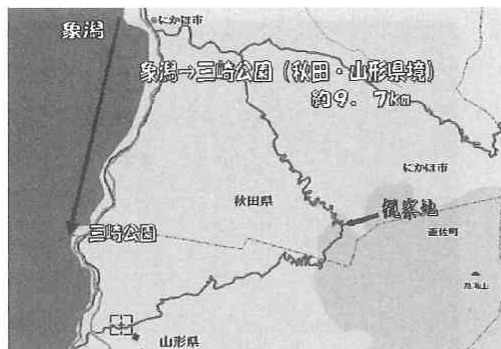 にかほ市
象潟
象潟→三崎公園（秋田・山形県境）
約９．７km
にかほ市
秋田県
観察地
遊佐町
三崎公園
鳥海山
山形県